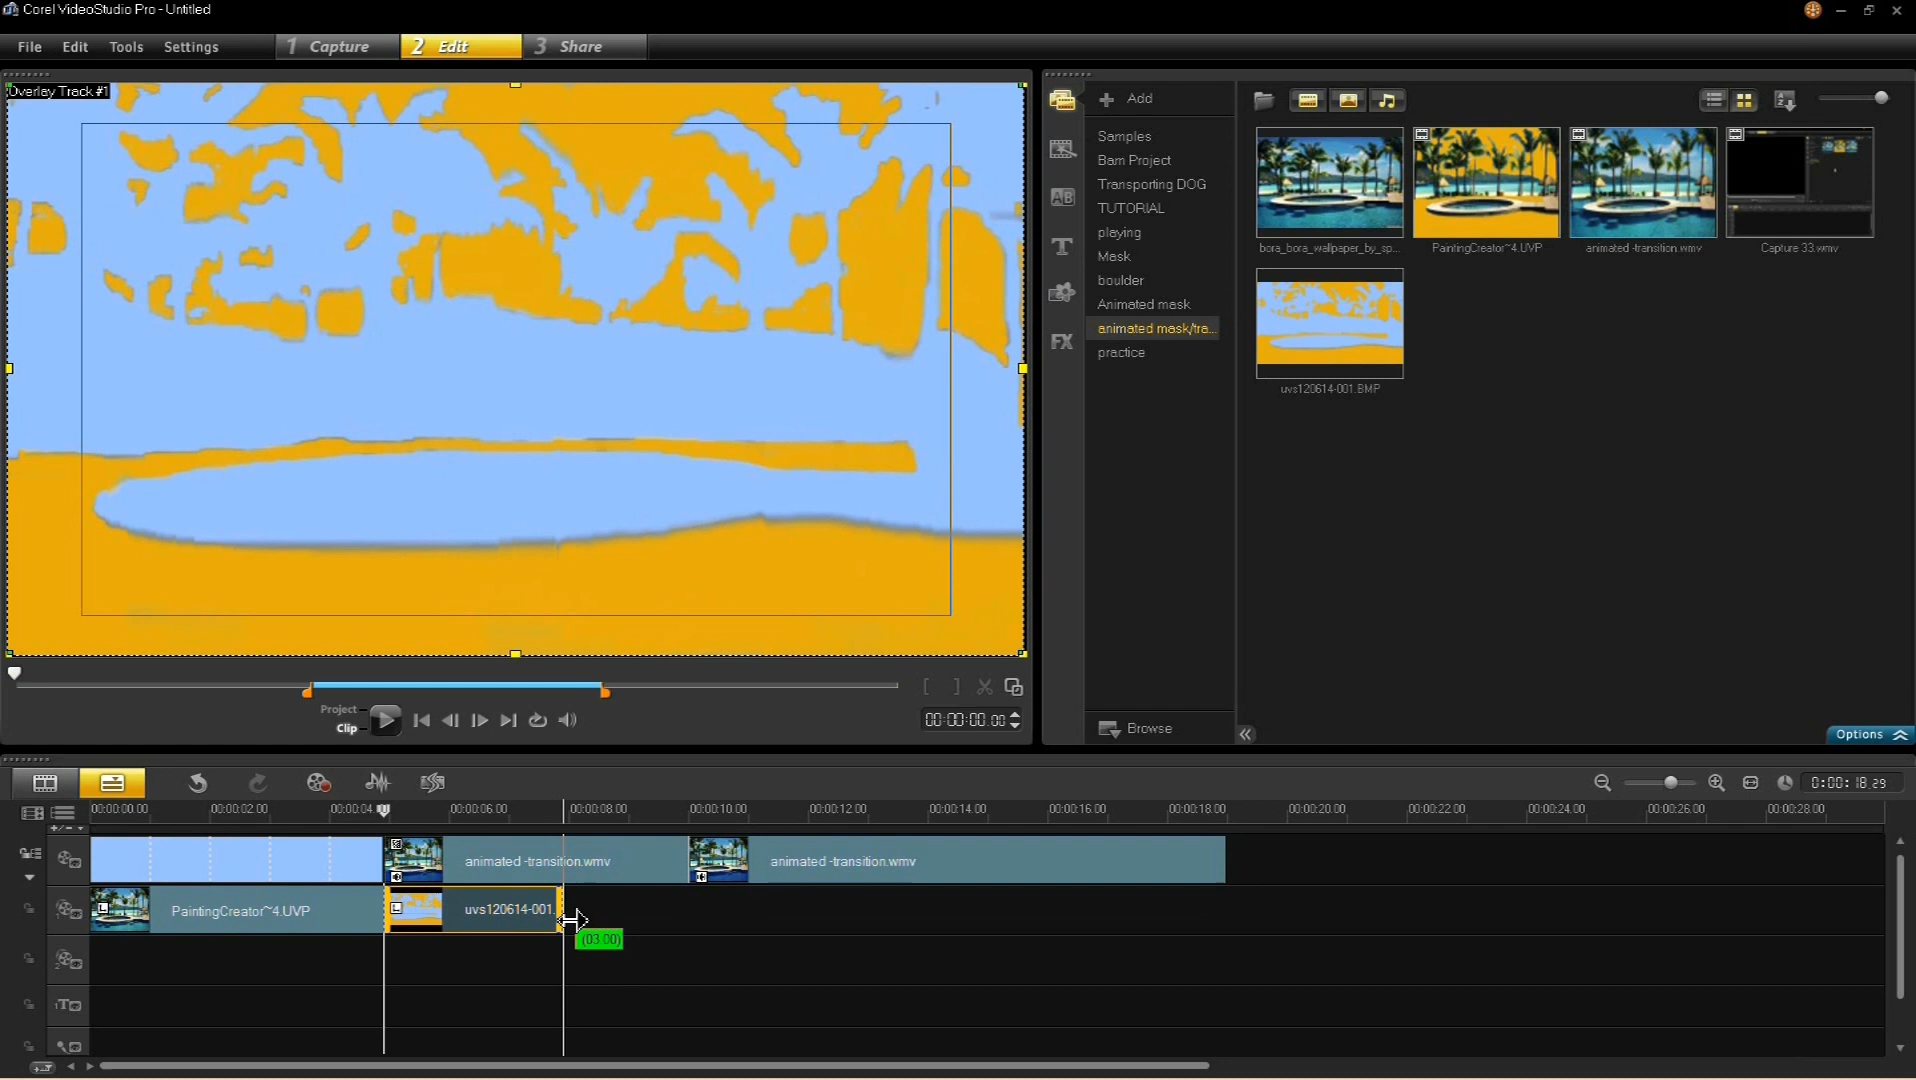 Corel VideoStudio Pro - Untitled
File Edit Tools Settings 1 Capture 2 Edit 3 Share
Overlay Track #1
Add
Samples
Bam Project
Transporting DOG
TUTORIAL
playing
Mask
boulder
Animated mask
animated mask/tra...
practice
Browse
AB
T
FX
bora_bora_wallpaper_by_sp... PaintingCreator~4.UVP animated -transition.wmv Capture 33.wmv
uvs120614-001.BMP
Options
Project
Clip
00:00:00.00
0:00:18.29
00:00:00.00 00:00:02.00 00:00:04. 00:00:06.00 00:00:08.00 00:00:10.00 00:00:12.00 00:00:14.00 00:00:16.00 00:00:18.00 00:00:20.00 00:00:22.00 00:00:24.00 00:00:26.00 00:00:28.00
animated -transition.wmv animated -transition.wmv
PaintingCreator~4.UVP uvs120614-001.
(03.00)